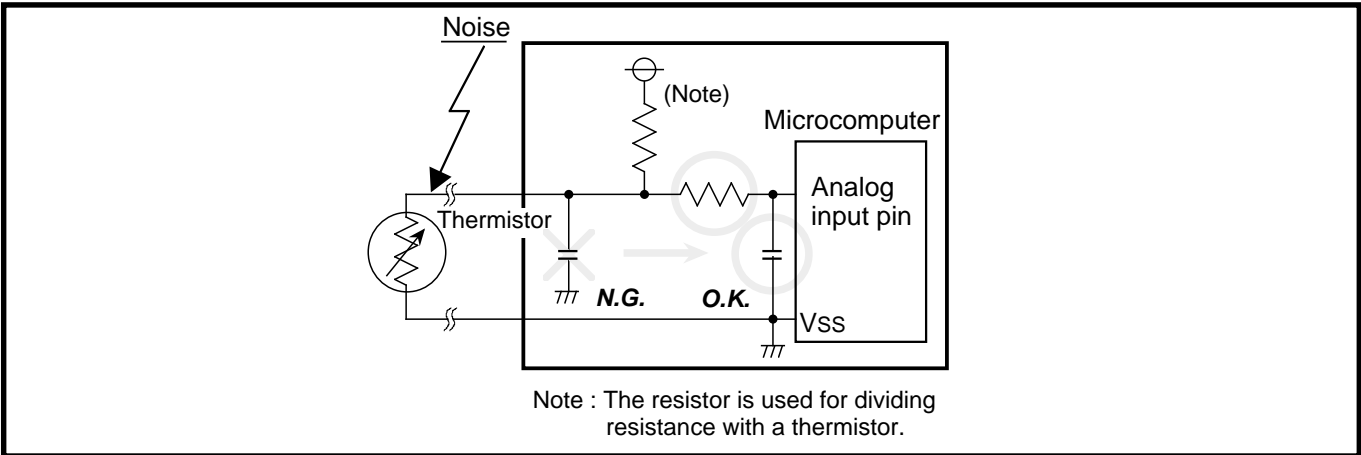 Noise
(Note)
Microcomputer
Analog
input pin
Thermistor
N.G.
O.K.
VSS
Note : The resistor is used for dividing
resistance with a thermistor.